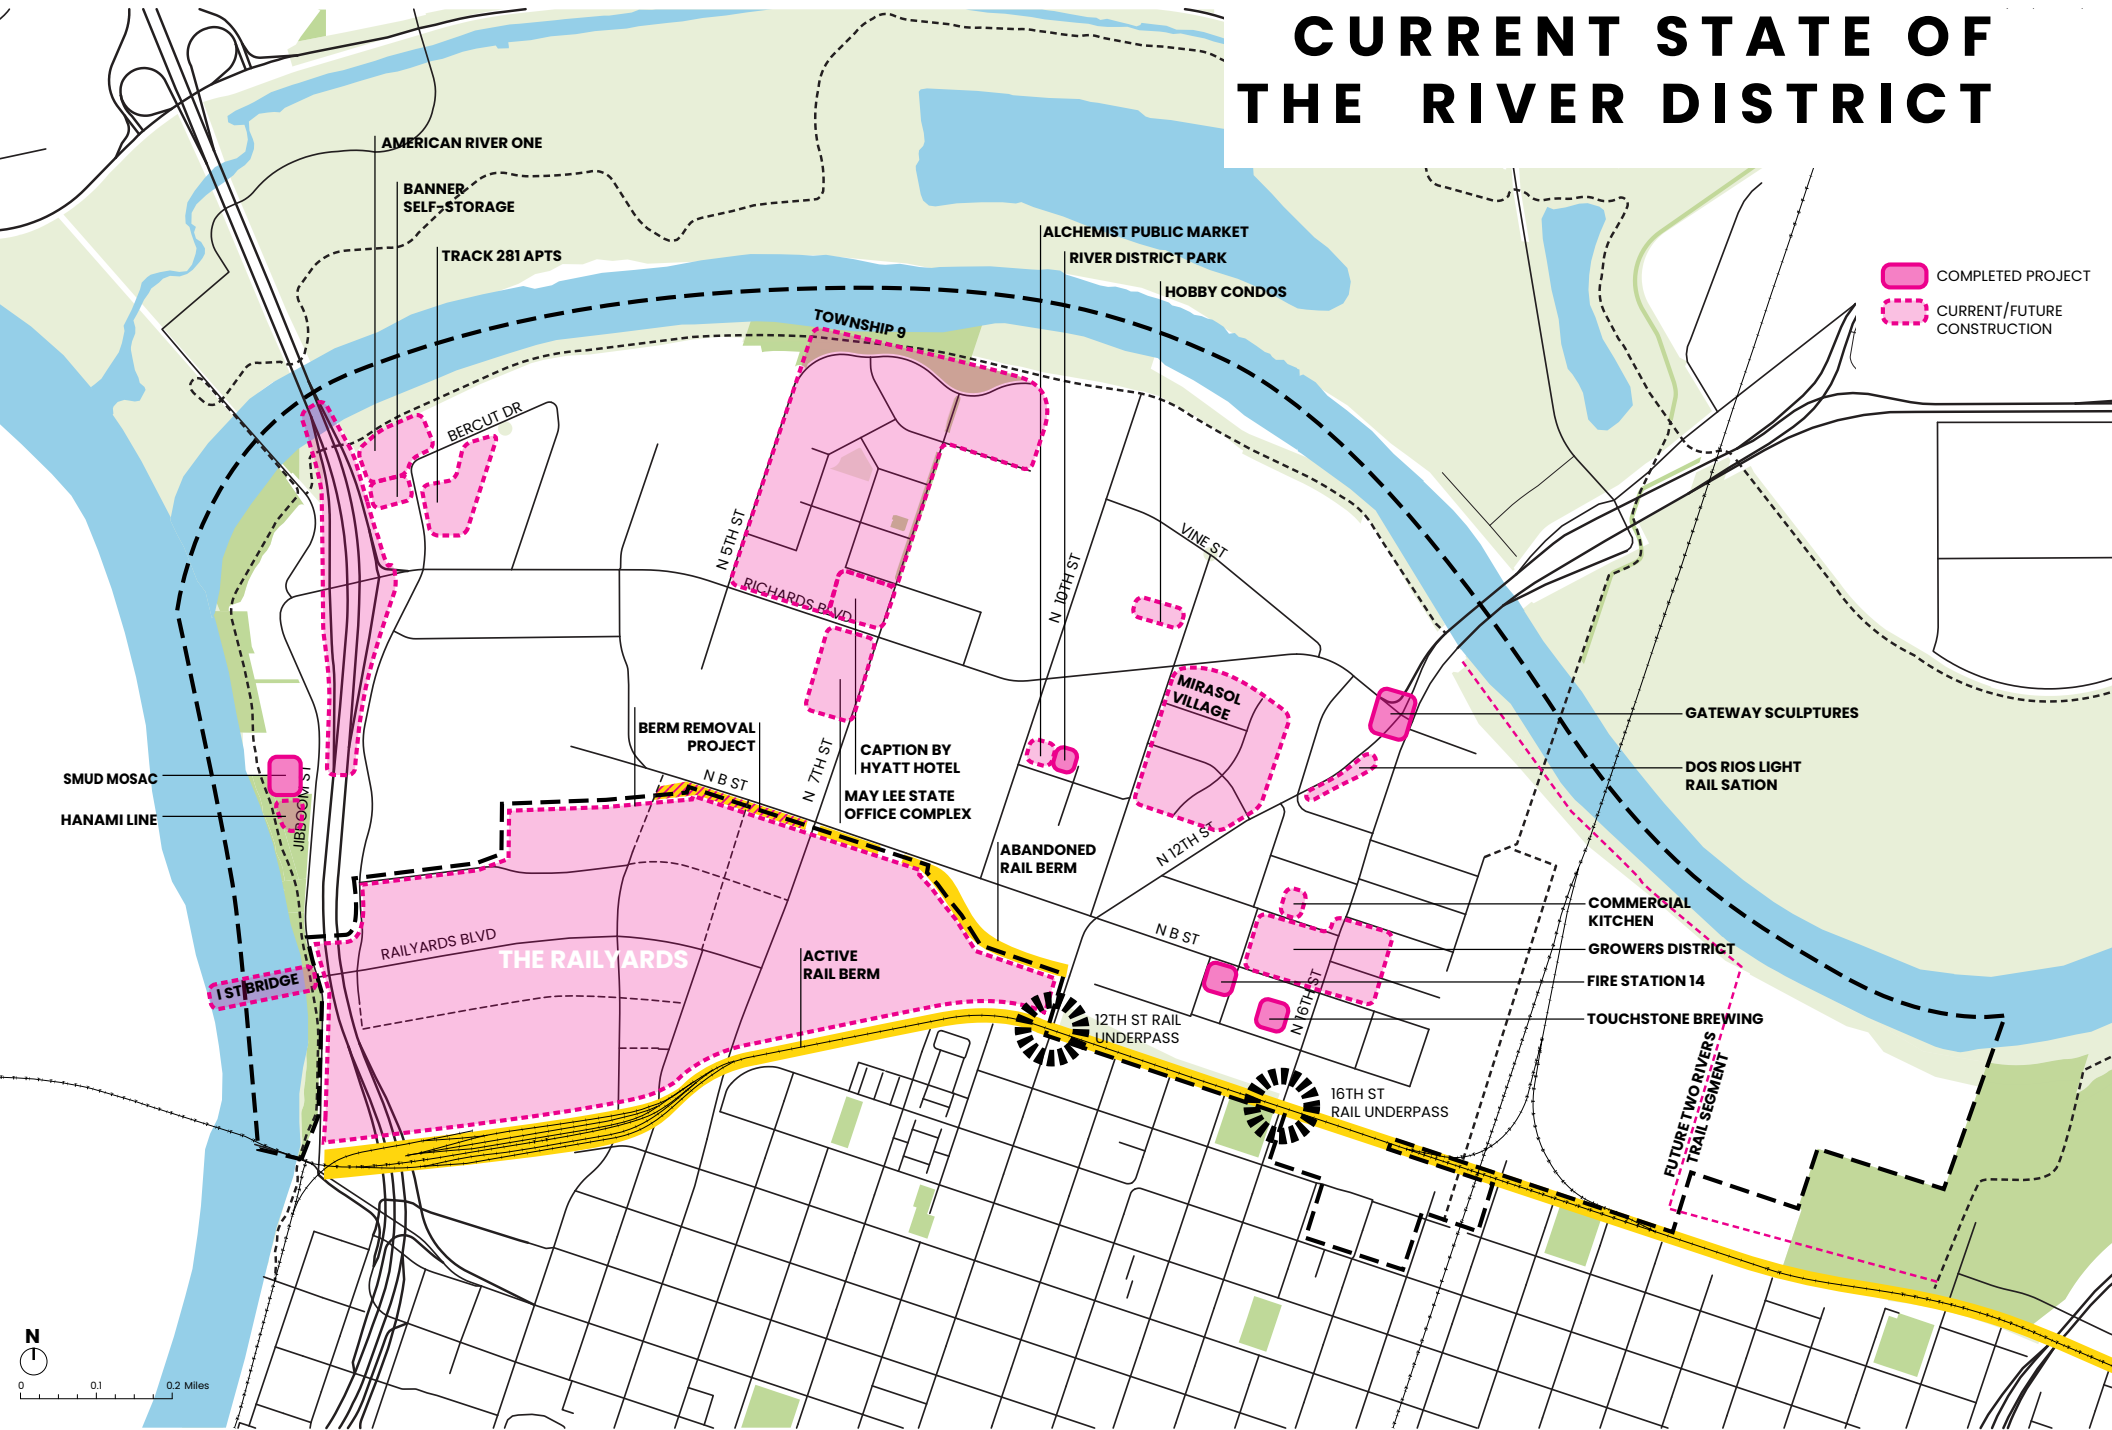 CURRENT STATE OF
THE RIVER DISTRICT
AMERICAN RIVER ONE
BANNER
SELF-STORAGE
TRACK 281 APTS
ALCHEMIST PUBLIC MARKET
RIVER DISTRICT PARK
HOBBY CONDOS
COMPLETED PROJECT
CURRENT/FUTURE
CONSTRUCTION
TOWNSHIP 9
BERCUT DR
N 5TH ST
RICHARDS BLVD
N 10TH ST
VINE ST
MIRASOL
VILLAGE
GATEWAY SCULPTURES
DOS RIOS LIGHT
RAIL SATION
BERM REMOVAL
PROJECT
N B ST
N 7TH ST
CAPTION BY
HYATT HOTEL
MAY LEE STATE
OFFICE COMPLEX
SMUD MOSAC
HANAMI LINE
JIBBOOM ST
N 12TH ST
ABANDONED
RAIL BERM
COMMERCIAL
KITCHEN
GROWERS DISTRICT
FIRE STATION 14
TOUCHSTONE BREWING
N B ST
N 16TH ST
RAILYARDS BLVD
THE RAILYARDS
ACTIVE
RAIL BERM
I ST BRIDGE
12TH ST RAIL
UNDERPASS
16TH ST
RAIL UNDERPASS
FUTURE TWO RIVERS
TRAIL SEGMENT
N
0 0.1 0.2 Miles